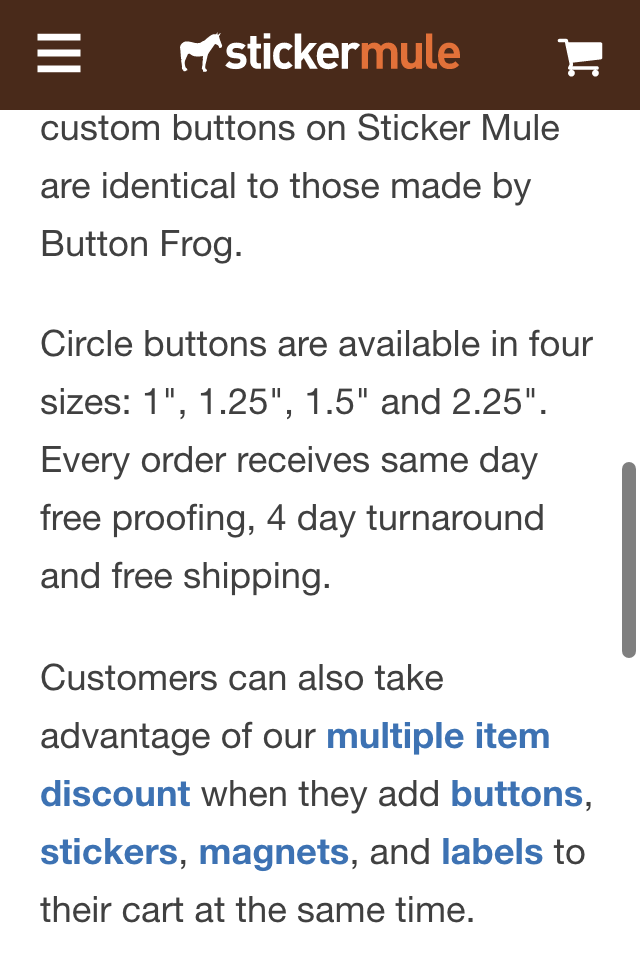 stickermule
custom buttons on Sticker Mule
are identical to those made by
Button Frog.
Circle buttons are available in four
sizes: 1", 1.25", 1.5" and 2.25".
Every order receives same day
free proofing, 4 day turnaround
and free shipping.
Customers can also take
advantage of our multiple item
discount when they add buttons,
stickers, magnets, and labels to
their cart at the same time.